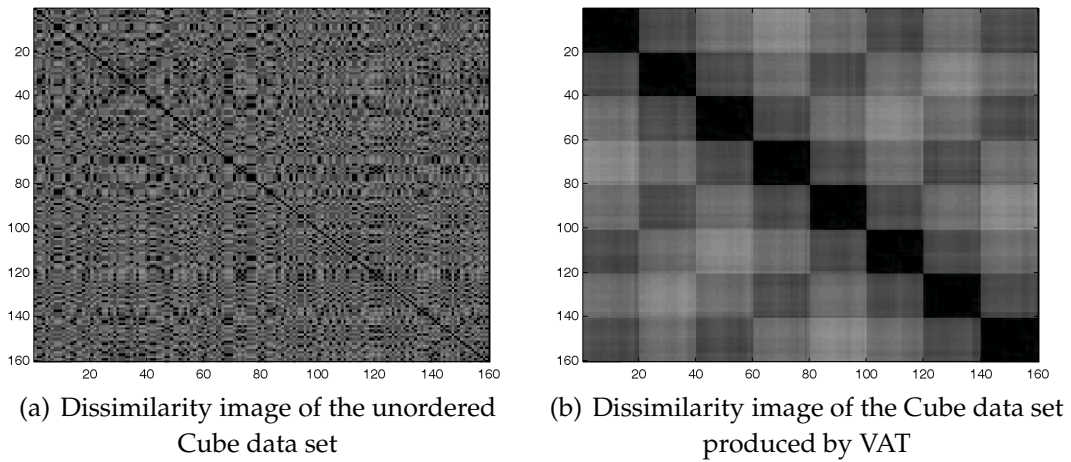 20
40
60
80
100
120
140
160
20 40 60 80 100 120 140 160
(a) Dissimilarity image of the unordered
Cube data set
20
40
60
80
100
120
140
160
20 40 60 80 100 120 140 160
(b) Dissimilarity image of the Cube data set
produced by VAT